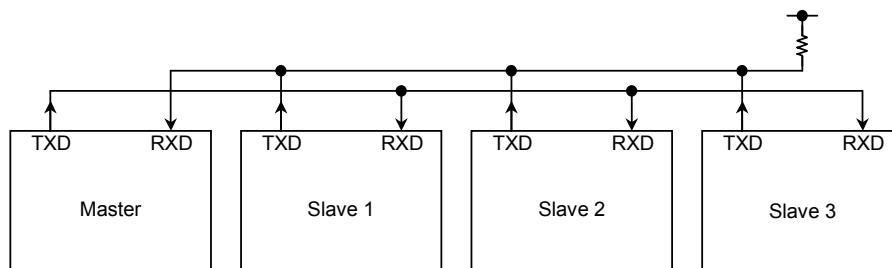 TXD RXD TXD RXD TXD RXD TXD RXD
Master Slave 1 Slave 2 Slave 3